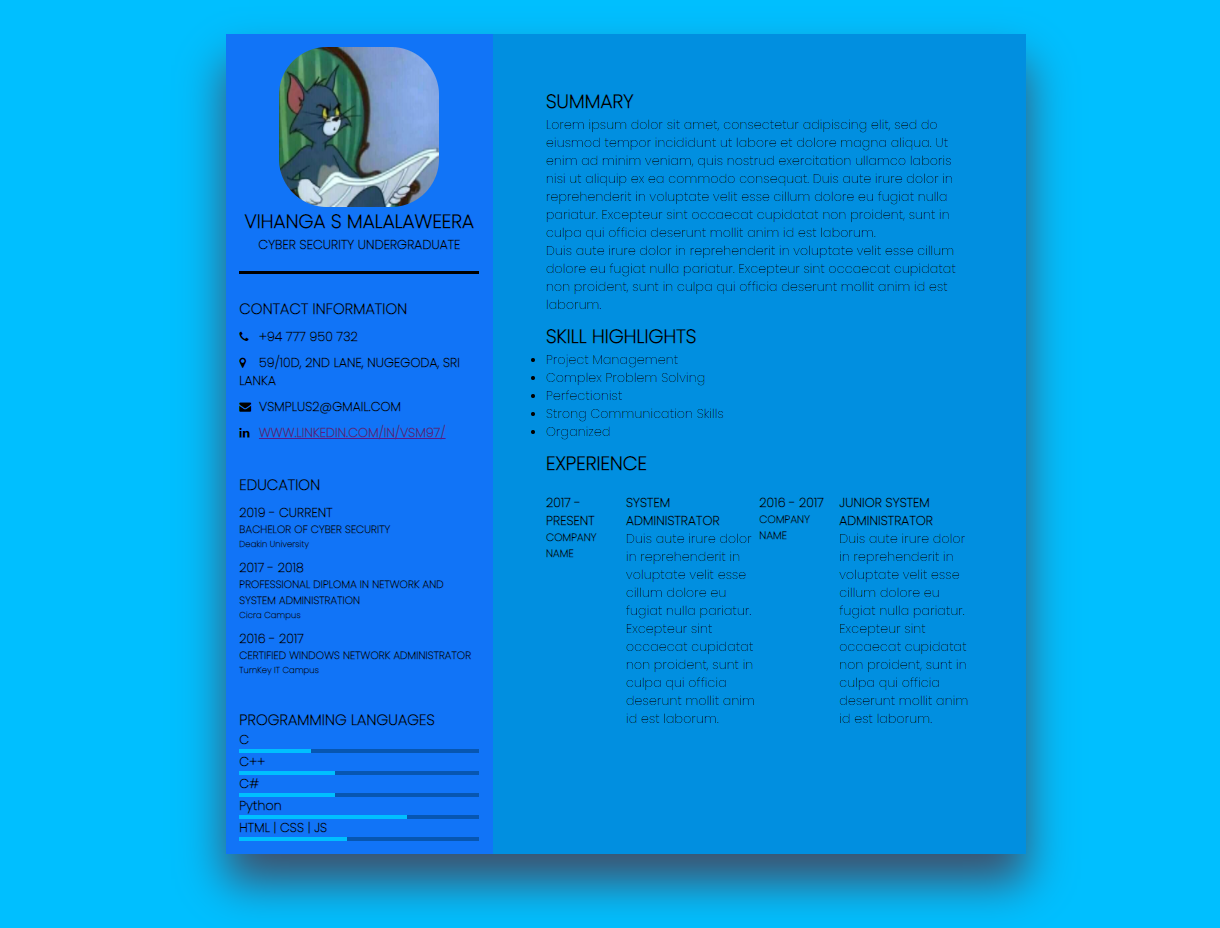 VIHANGA S MALALAWEERA
CYBER SECURITY UNDERGRADUATE
CONTACT INFORMATION
+94 777 950 732
59/10D, 2ND LANE, NUGEGODA, SRI
LANKA
VSMPLUS2@GMAIL.COM
WWW.LINKEDIN.COM/IN/VSM97/
EDUCATION
2019 - CURRENT
BACHELOR OF CYBER SECURITY
Deakin University
2017 - 2018
PROFESSIONAL DIPLOMA IN NETWORK AND
SYSTEM ADMINISTRATION
Clora Campus
2016 - 2017
CERTIFIED WINDOWS NETWORK ADMINISTRATOR
TurnKey IT Campus
PROGRAMMING LANGUAGES
C
C++
C#
Python
HTML | CSS | JS
SUMMARY
Lorem ipsum dolor sit amet, consectetur adipiscing elit, sed do
eiusmod tempor incididunt ut labore et dolore magna aliqua. Ut
enim ad minim veniam, quis nostrud exercitation ullamco laboris
nisi ut aliquip ex ea commodo consequat. Duis aute irure dolor in
reprehenderit in voluptate velit esse cillum dolore eu fugiat nulla
pariatur. Excepteur sint occaecat cupidatat non proident, sunt in
culpa qui officia deserunt mollit anim id est laborum.
Duis aute irure dolor in reprehenderit in voluptate velit esse cillum
dolore eu fugiat nulla pariatur. Excepteur sint occaecat cupidatat
non proident, sunt in culpa qui officia deserunt mollit anim id est
laborum.
SKILL HIGHLIGHTS
Project Management
Complex Problem Solving
Perfectionist
Strong Communication Skills
Organized
EXPERIENCE
2017 -
PRESENT
COMPANY
NAME
SYSTEM
ADMINISTRATOR
Duis aute irure dolor
in reprehenderit in
voluptate velit esse
cillum dolore eu
fugiat nulla pariatur.
Excepteur sint
occaecat cupidatat
non proident, sunt in
culpa qui officia
deserunt mollit anim
id est laborum.
2016 - 2017
COMPANY
NAME
JUNIOR SYSTEM
ADMINISTRATOR
Duis aute irure dolor
in reprehenderit in
voluptate velit esse
cillum dolore eu
fugiat nulla pariatur.
Excepteur sint
occaecat cupidatat
non proident, sunt in
culpa qui officia
deserunt mollit anim
id est laborum.